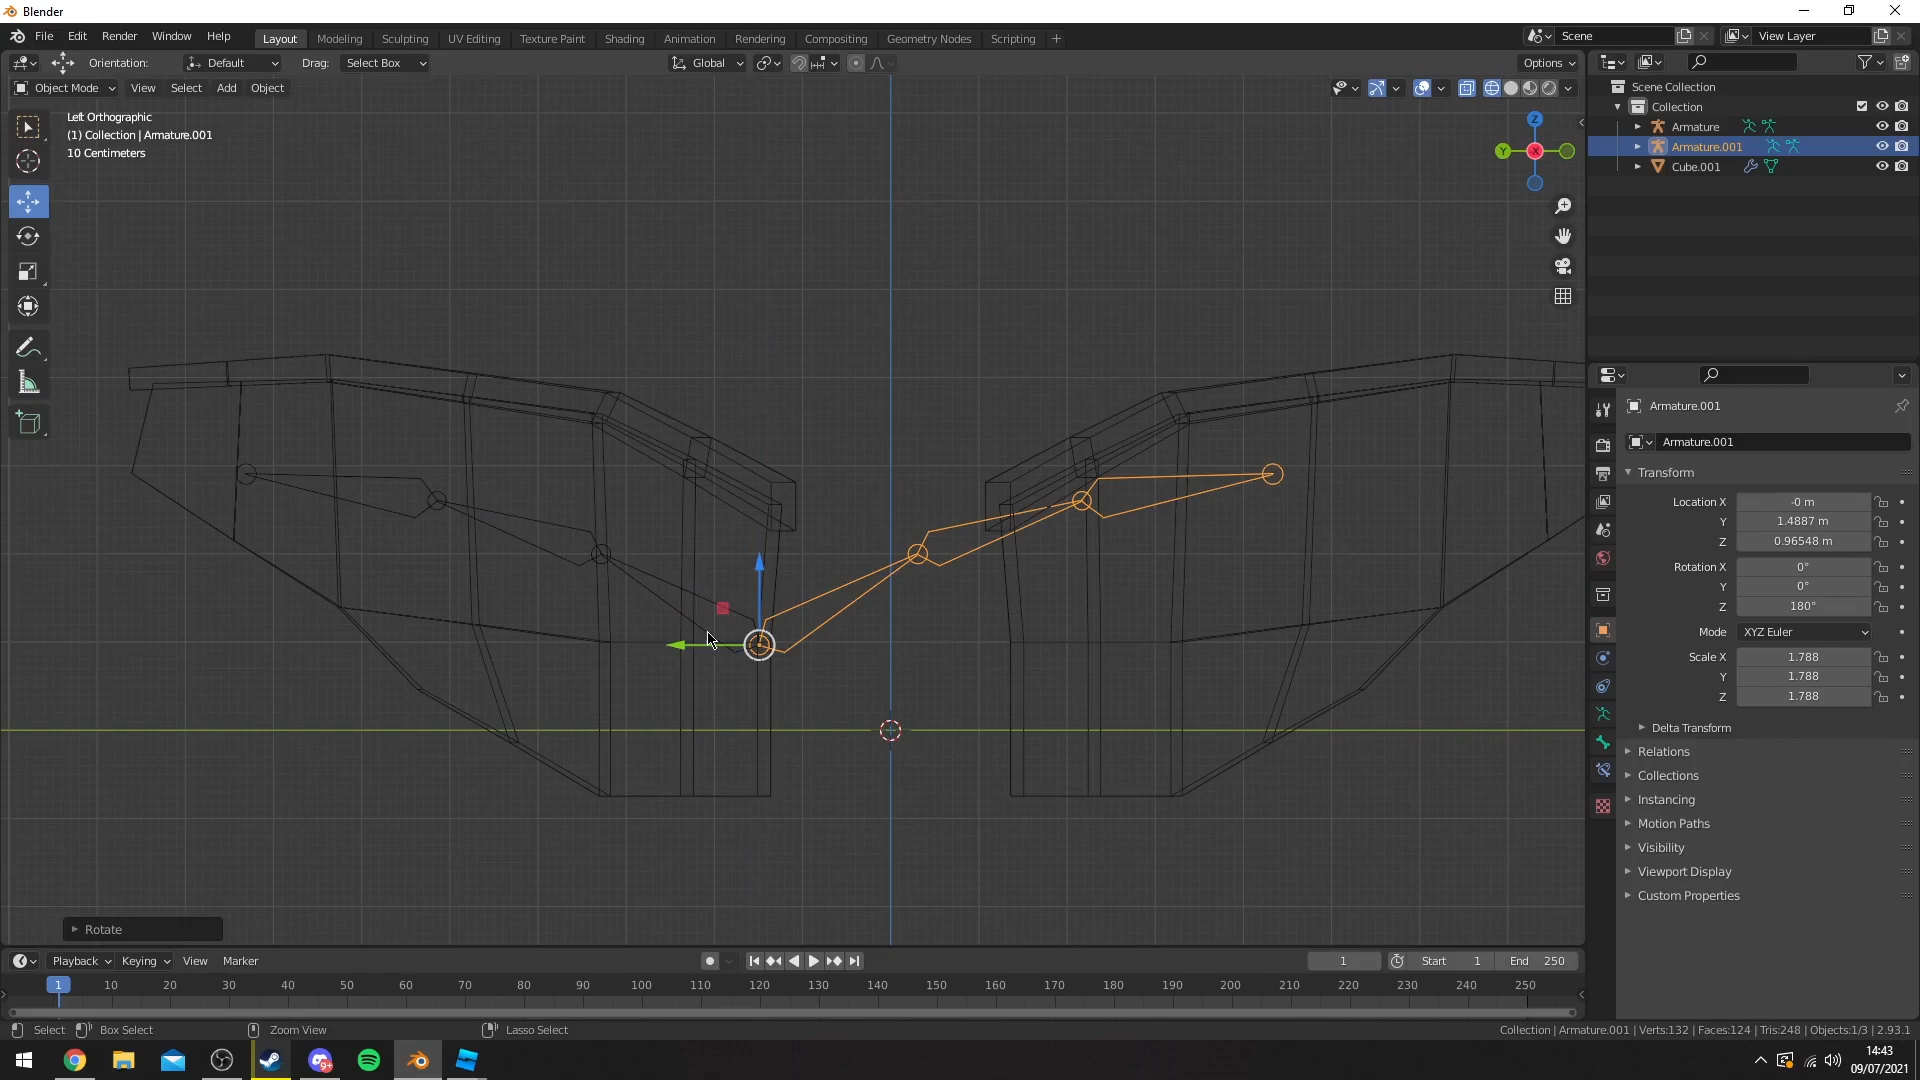 Blender
File Edit Render Window Help
Layout Modeling Sculpting UV Editing Texture Paint Shading Animation Rendering Compositing Geometry Nodes Scripting +
Scene
View Layer
Orientation: Default Drag: Select Box
Global
Options
Object Mode View Select Add Object
Left Orthographic
(1) Collection | Armature.001
10 Centimeters
Z
Y
X
Scene Collection
Collection
Armature
Armature.001
Cube.001
Armature.001
Armature.001
Transform
Location X -0 m
Y 1.4887 m
Z 0.96548 m
Rotation X 0°
Y 0°
Z 180°
Mode XYZ Euler
Scale X 1.788
Y 1.788
Z 1.788
Delta Transform
Relations
Collections
Instancing
Motion Paths
Visibility
Viewport Display
Custom Properties
Rotate
Playback Keying View Marker
1 Start 1 End 250
1 10 20 30 40 50 60 70 80 90 100 110 120 130 140 150 160 170 180 190 200 210 220 230 240 250
Select Box Select Zoom View Lasso Select
Collection | Armature.001 | Verts:132 | Faces:124 | Tris:248 | Objects:1/3 | 2.93.1
9+
14:43
09/07/2021